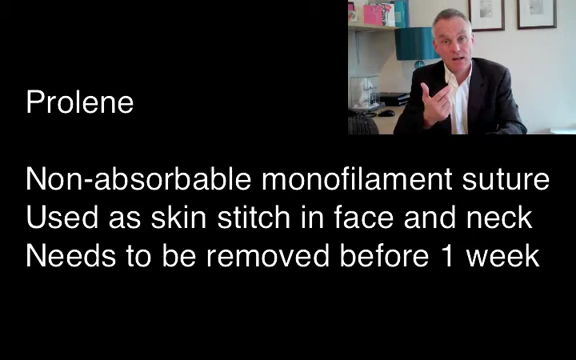 Prolene
Non-absorbable monofilament suture
Used as skin stitch in face and neck
Needs to be removed before 1 week